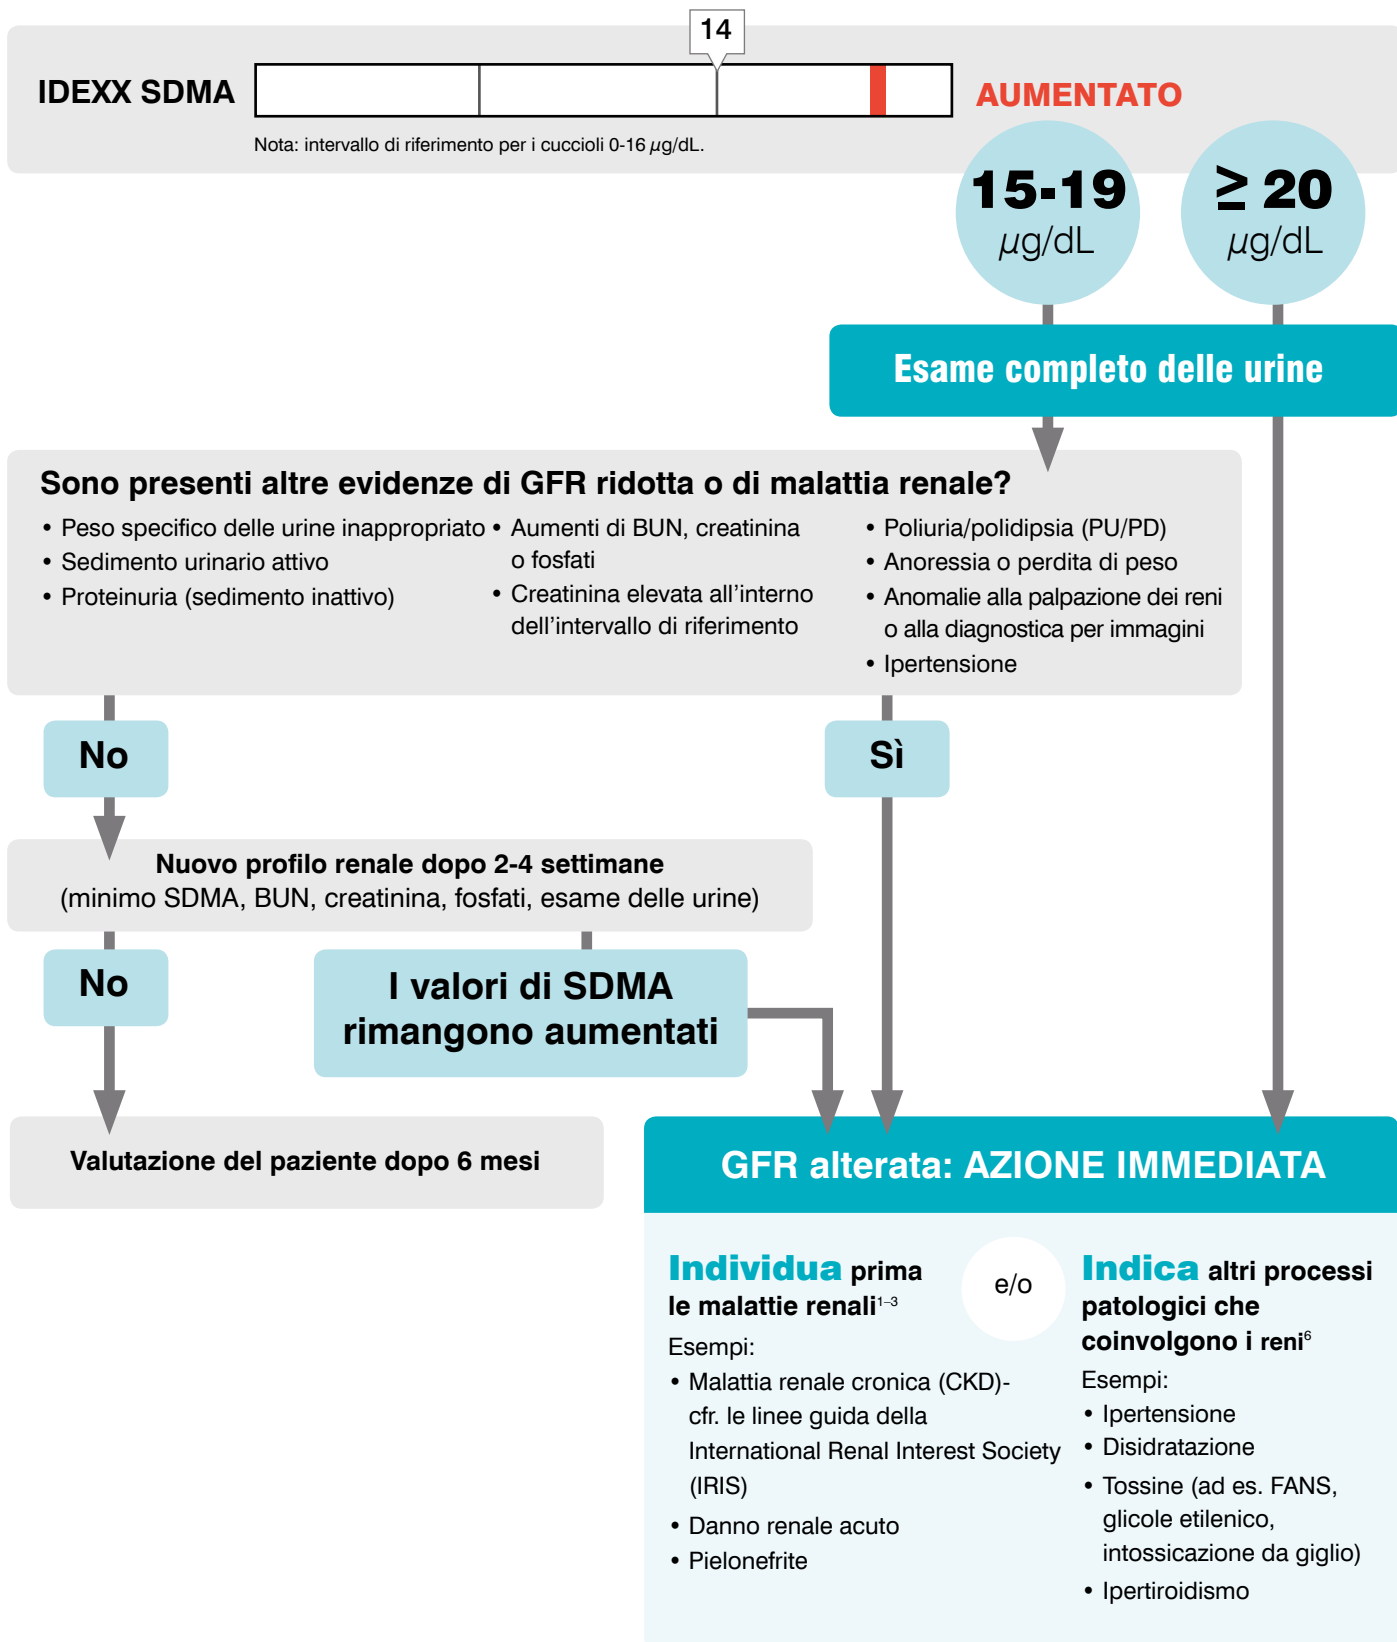 14
IDEXX SDMA
AUMENTATO
Nota: intervallo di riferimento per i cuccioli 0-16 µg/dL.
15-19
µg/dL
≥ 20
µg/dL
Esame completo delle urine
Sono presenti altre evidenze di GFR ridotta o di malattia renale?
• Peso specifico delle urine inappropriato
• Sedimento urinario attivo
• Proteinuria (sedimento inattivo)
• Aumenti di BUN, creatinina
o fosfati
• Creatinina elevata all’interno
dell’intervallo di riferimento
• Poliuria/polidipsia (PU/PD)
• Anoressia o perdita di peso
• Anomalie alla palpazione dei reni
o alla diagnostica per immagini
• Ipertensione
No
Sì
Nuovo profilo renale dopo 2-4 settimane
(minimo SDMA, BUN, creatinina, fosfati, esame delle urine)
No
I valori di SDMA
rimangono aumentati
Valutazione del paziente dopo 6 mesi
GFR alterata: AZIONE IMMEDIATA
Individua prima
le malattie renali1–3
Esempi:
• Malattia renale cronica (CKD)-
cfr. le linee guida della
International Renal Interest Society
(IRIS)
• Danno renale acuto
• Pielonefrite
e/o
Indica altri processi
patologici che
coinvolgono i reni6
Esempi:
• Ipertensione
• Disidratazione
• Tossine (ad es. FANS,
glicole etilenico,
intossicazione da giglio)
• Ipertiroidismo